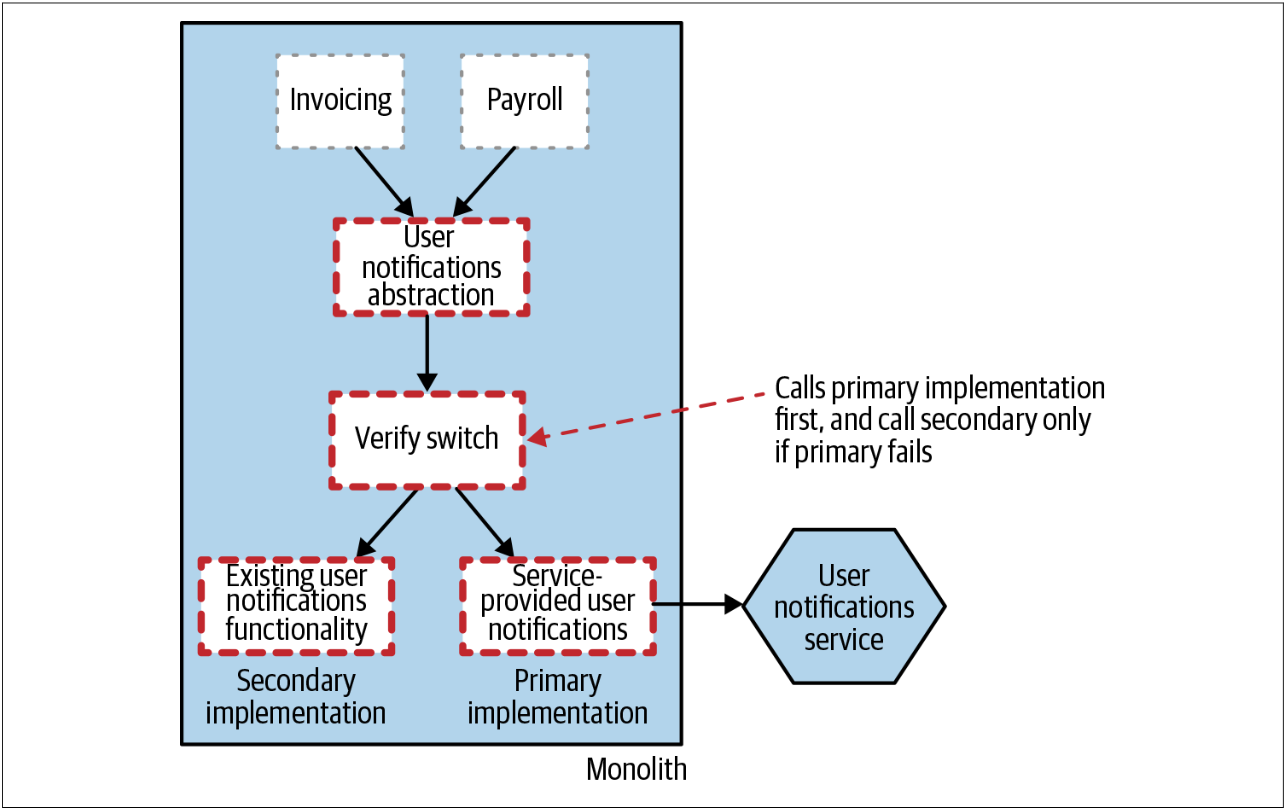 Invoicing
Payroll
User
notifications
abstraction
Verify switch
Calls primary implementation
first, and call secondary only
if primary fails
Existing user
notifications
functionality
Service-
provided user
notifications
User
notifications
service
Secondary
implementation
Primary
implementation
Monolith